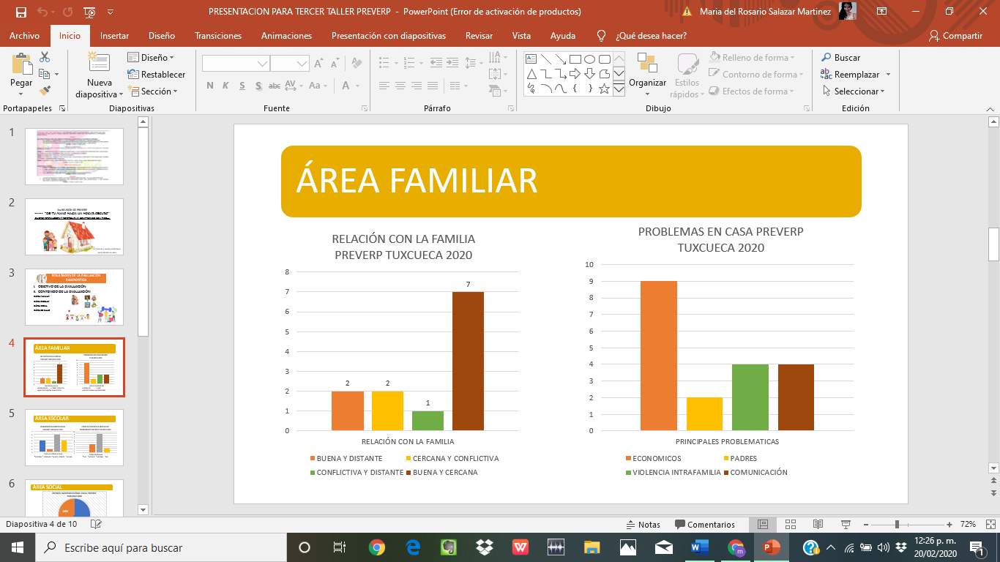 PRESENTACION PARA TERCER TALLER PREVERP - PowerPoint (Error de activación de productos)
Maria del Rosario Salazar Martinez
Archivo Inicio Insertar Diseño Transiciones Animaciones Presentación con diapositivas Revisar Vista Ayuda ¿Qué desea hacer? Compartir
Pegar
Nueva diapositiva
Diseño
Restablecer
Sección
N K S S abc AV Aa A
Organizar
Estilos rápidos
Relleno de forma
Contorno de forma
Efectos de forma
Buscar
Reemplazar
Seleccionar
Portapapeles Diapositivas Fuente Párrafo Dibujo Edición
1
2
"DE TU MANO HACIA UN HOGAR SEGURO"
3
RESULTADOS DE LA EVALUACIÓN
DIAGNOSTICA
I. OBJETIVO DE LA EVALUACIÓN
II. CONTENIDO DE LA EVALUACIÓN
4
ÁREA FAMILIAR
5
ÁREA ESCOLAR
6
ÁREA SOCIAL
ÁREA FAMILIAR
RELACIÓN CON LA FAMILIA
PREVERP TUXCUECA 2020
8
7
6
5
4
3
2
1
0
2 2 1 7
RELACIÓN CON LA FAMILIA
BUENA Y DISTANTE CERCANA Y CONFLICTIVA
CONFLICTIVA Y DISTANTE BUENA Y CERCANA
PROBLEMAS EN CASA PREVERP
TUXCUECA 2020
10
9
8
7
6
5
4
3
2
1
0
PRINCIPALES PROBLEMATICAS
ECONOMICOS PADRES
VIOLENCIA INTRAFAMILIA COMUNICACIÓN
Diapositiva 4 de 10
Notas Comentarios 72%
Escribe aquí para buscar
12:26 p. m.
20/02/2020